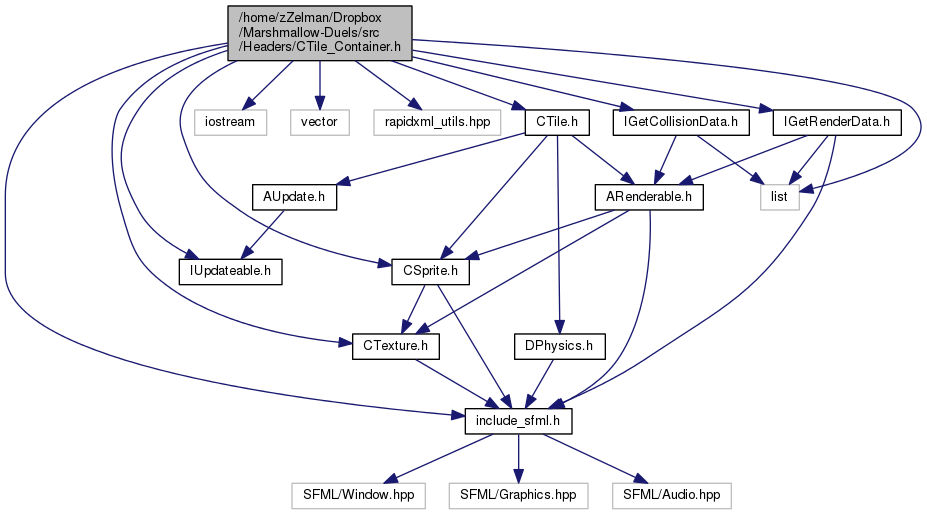 /home/zZelman/Dropbox
/Marshmallow-Duels/src
/Headers/CTile_Container.h
iostream
vector
rapidxml_utils.hpp
CTile.h
IGetCollisionData.h
IGetRenderData.h
AUpdate.h
ARenderable.h
list
IUpdateable.h
CSprite.h
CTexture.h
DPhysics.h
include_sfml.h
SFML/Window.hpp
SFML/Graphics.hpp
SFML/Audio.hpp